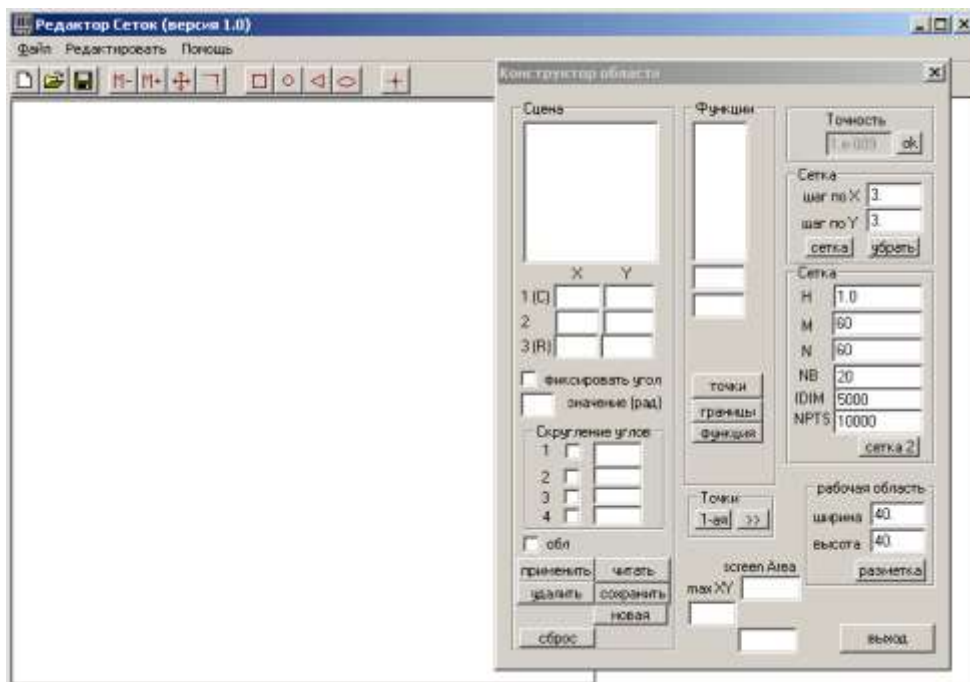 Редактор Сеток (версия 1.0)
Файл Редактировать Помощь
M- M+
Конструктор области
Сцена
X Y
1 (C)
2
3 (R)
фиксировать угол
значение (рад)
Скругление углов
1
2
3
4
обл
применить читать
удалить сохранить
новая
сброс
Функции
точки
границы
функция
Точки
1-ая >>
screen Area
max XY
Точность
1.e-009 ok
Сетка
шаг по X 3.
шаг по Y 3.
сетка убрать
Сетка
H 1.0
M 60
N 60
NB 20
IDIM 5000
NPTS 10000
сетка 2
рабочая область
ширина 40.
высота 40.
разметка
выход